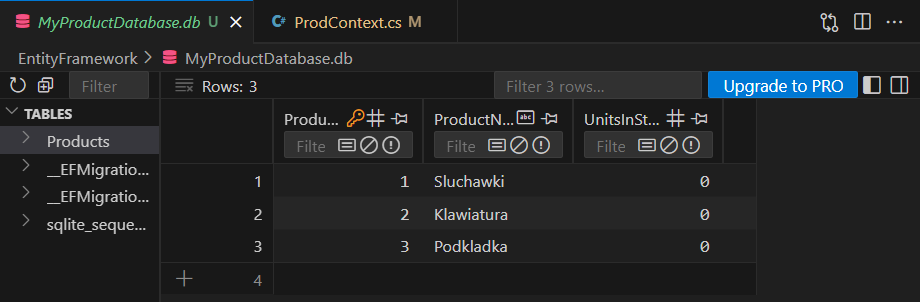 MyProductDatabase.db U
C# ProdContext.cs M
EntityFramework > MyProductDatabase.db
Filter
Rows: 3
Filter 3 rows...
Upgrade to PRO
TABLES
Products
__EFMigratio...
__EFMigratio...
sqlite_seque...
Produ...
ProductN... abc
UnitsInSt...
Filte
Filte
Filte
1 1 Sluchawki 0
2 2 Klawiatura 0
3 3 Podkladka 0
4